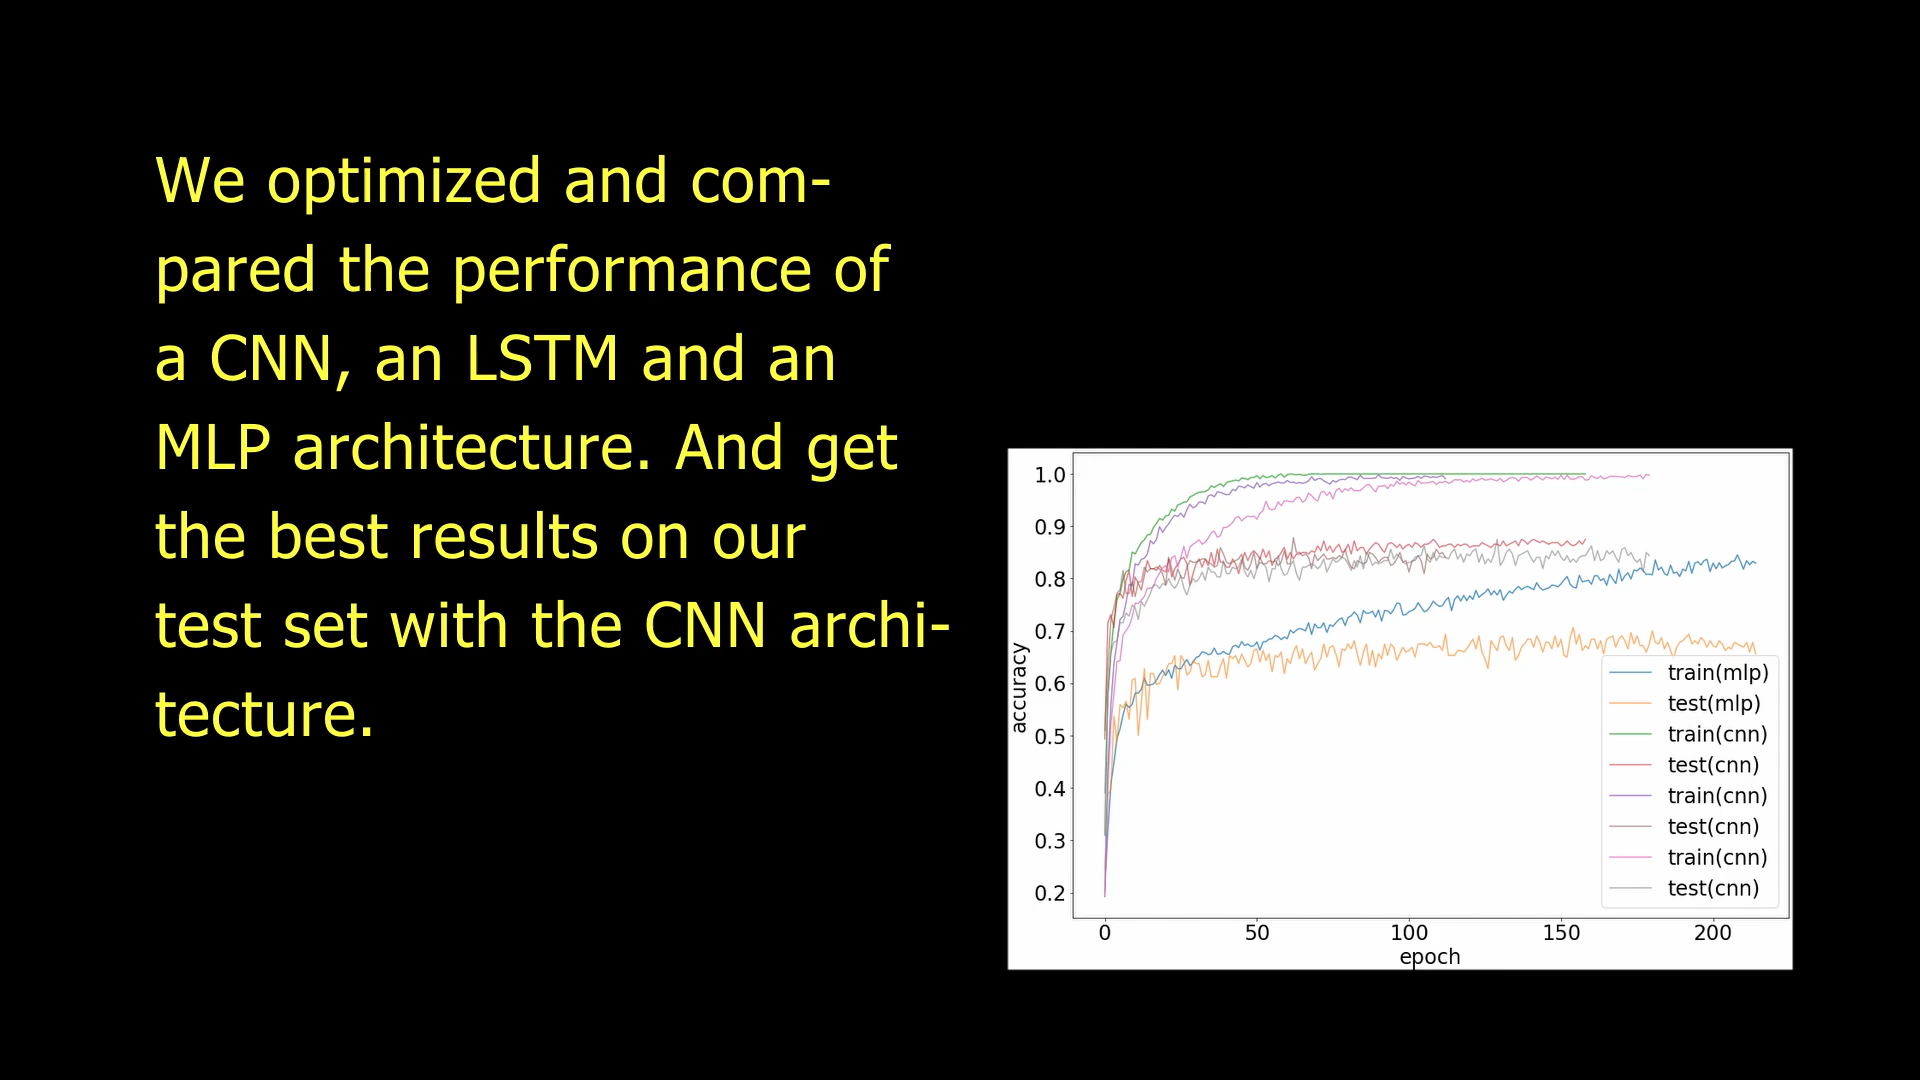 We optimized and com-
pared the performance of
a CNN, an LSTM and an
MLP architecture. And get
the best results on our
test set with the CNN archi-
tecture.
1.0
0.9
0.8
0.7
0.6
0.5
0.4
0.3
0.2
accuracy
0 50 100 150 200
epoch
train(mlp)
test(mlp)
train(cnn)
test(cnn)
train(cnn)
test(cnn)
train(cnn)
test(cnn)